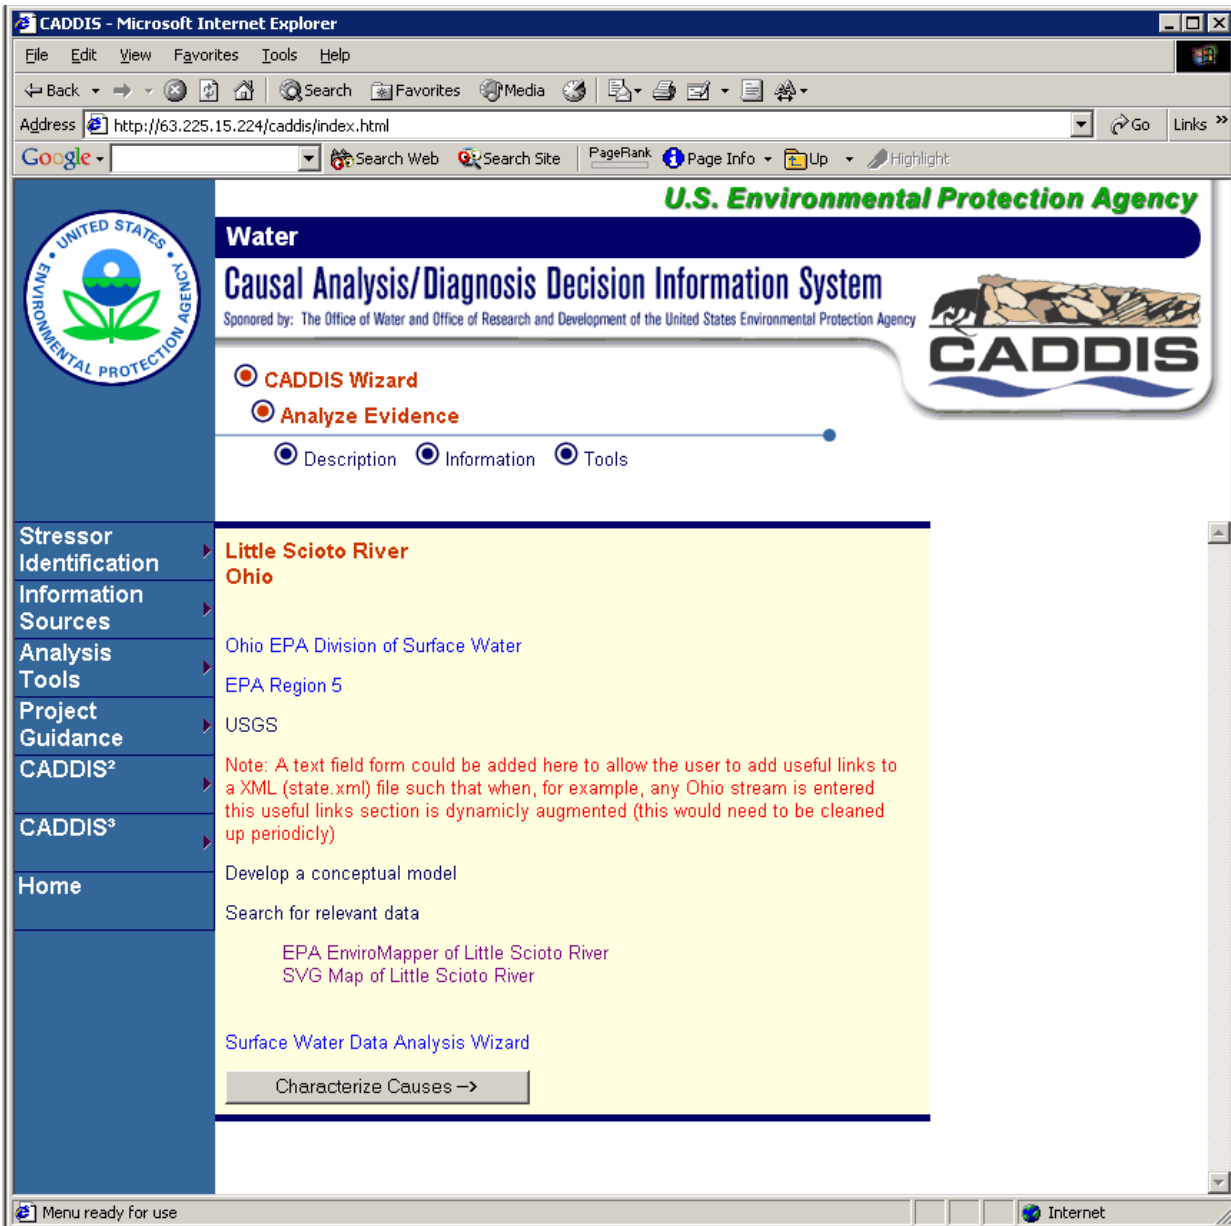 CADDIS - Microsoft Internet Explorer
File Edit View Favorites Tools Help
Back Search Favorites Media
Address http://63.225.15.224/caddis/index.html Go Links »
Google Search Web Search Site PageRank Page Info Up Highlight
U.S. Environmental Protection Agency
UNITED STATES ENVIRONMENTAL PROTECTION AGENCY
Water
Causal Analysis/Diagnosis Decision Information System
Sponored by: The Office of Water and Office of Research and Development of the United States Environmental Protection Agency
CADDIS
CADDIS Wizard
Analyze Evidence
Description Information Tools
Stressor
Identification
Information
Sources
Analysis
Tools
Project
Guidance
CADDIS²
CADDIS³
Home
Little Scioto River
Ohio
Ohio EPA Division of Surface Water
EPA Region 5
USGS
Note: A text field form could be added here to allow the user to add useful links to
a XML (state.xml) file such that when, for example, any Ohio stream is entered
this useful links section is dynamicly augmented (this would need to be cleaned
up periodicly)
Develop a conceptual model
Search for relevant data
EPA EnviroMapper of Little Scioto River
SVG Map of Little Scioto River
Surface Water Data Analysis Wizard
Characterize Causes -->
Menu ready for use Internet